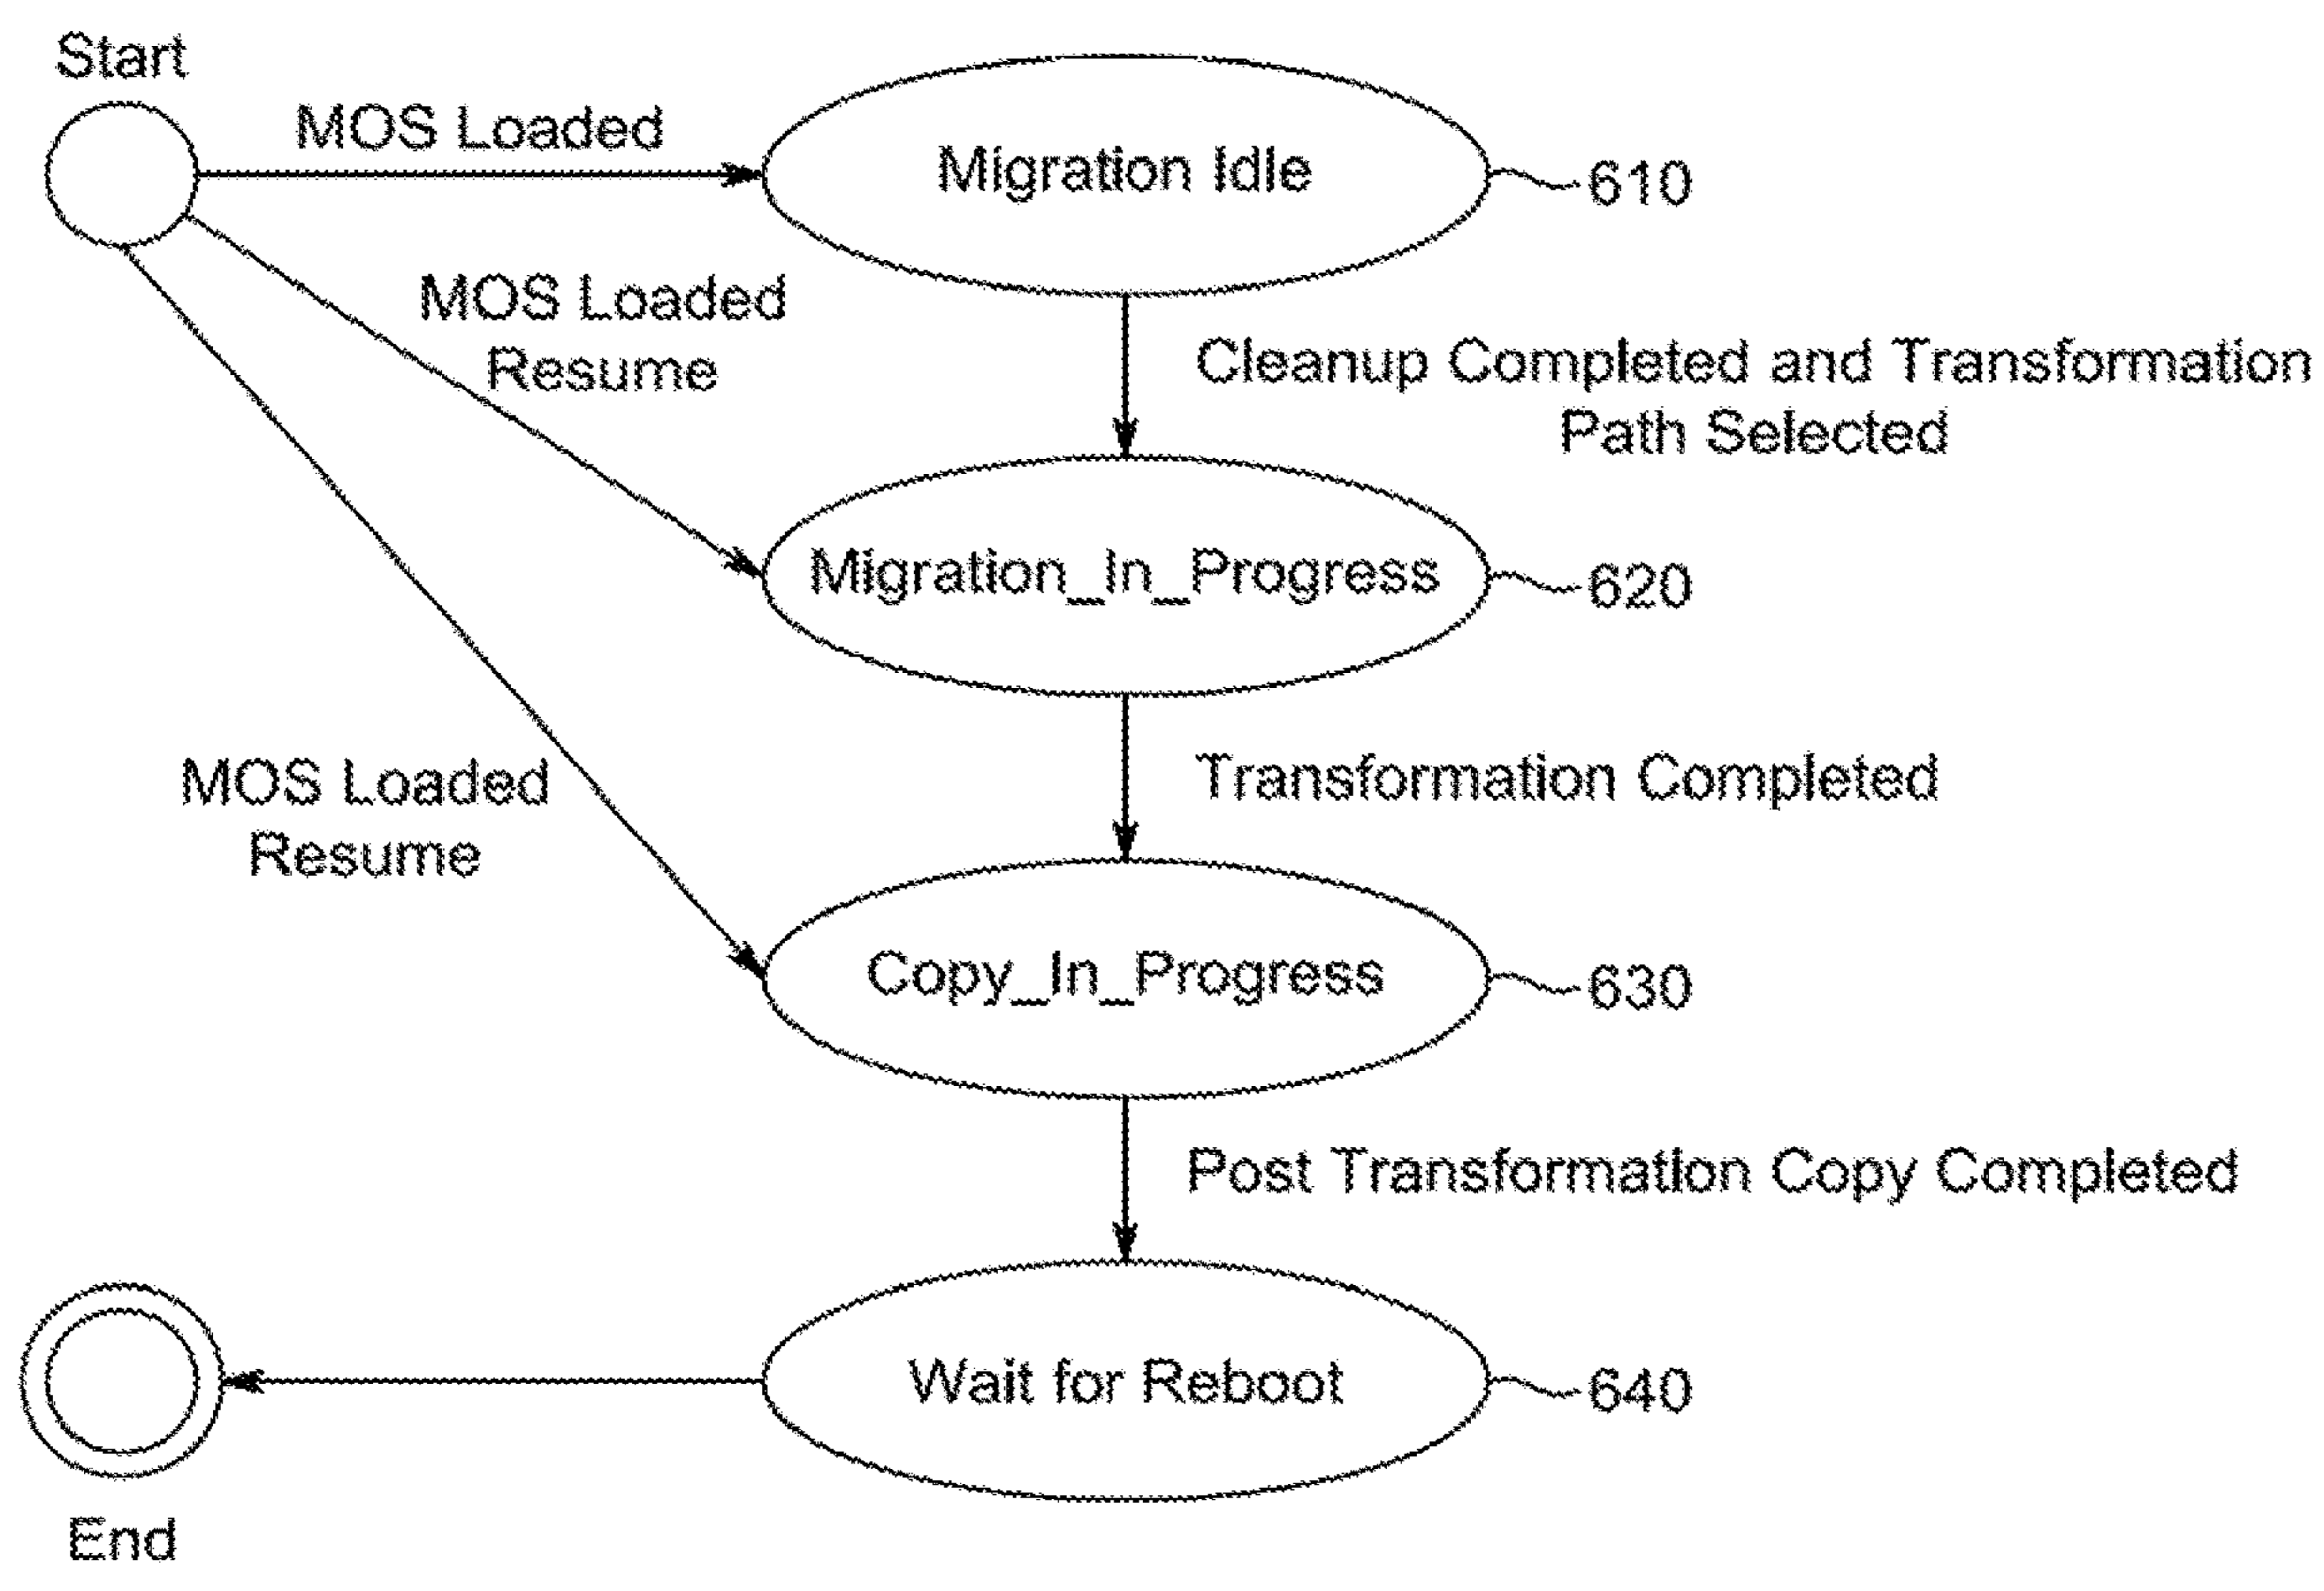 Start
MOS Loaded
Migration Idle
610
MOS Loaded
Resume
Cleanup Completed and Transformation
Path Selected
Migration_In_Progress
620
MOS Loaded
Resume
Transformation Completed
Copy_In_Progress
630
Post Transformation Copy Completed
Wait for Reboot
640
End